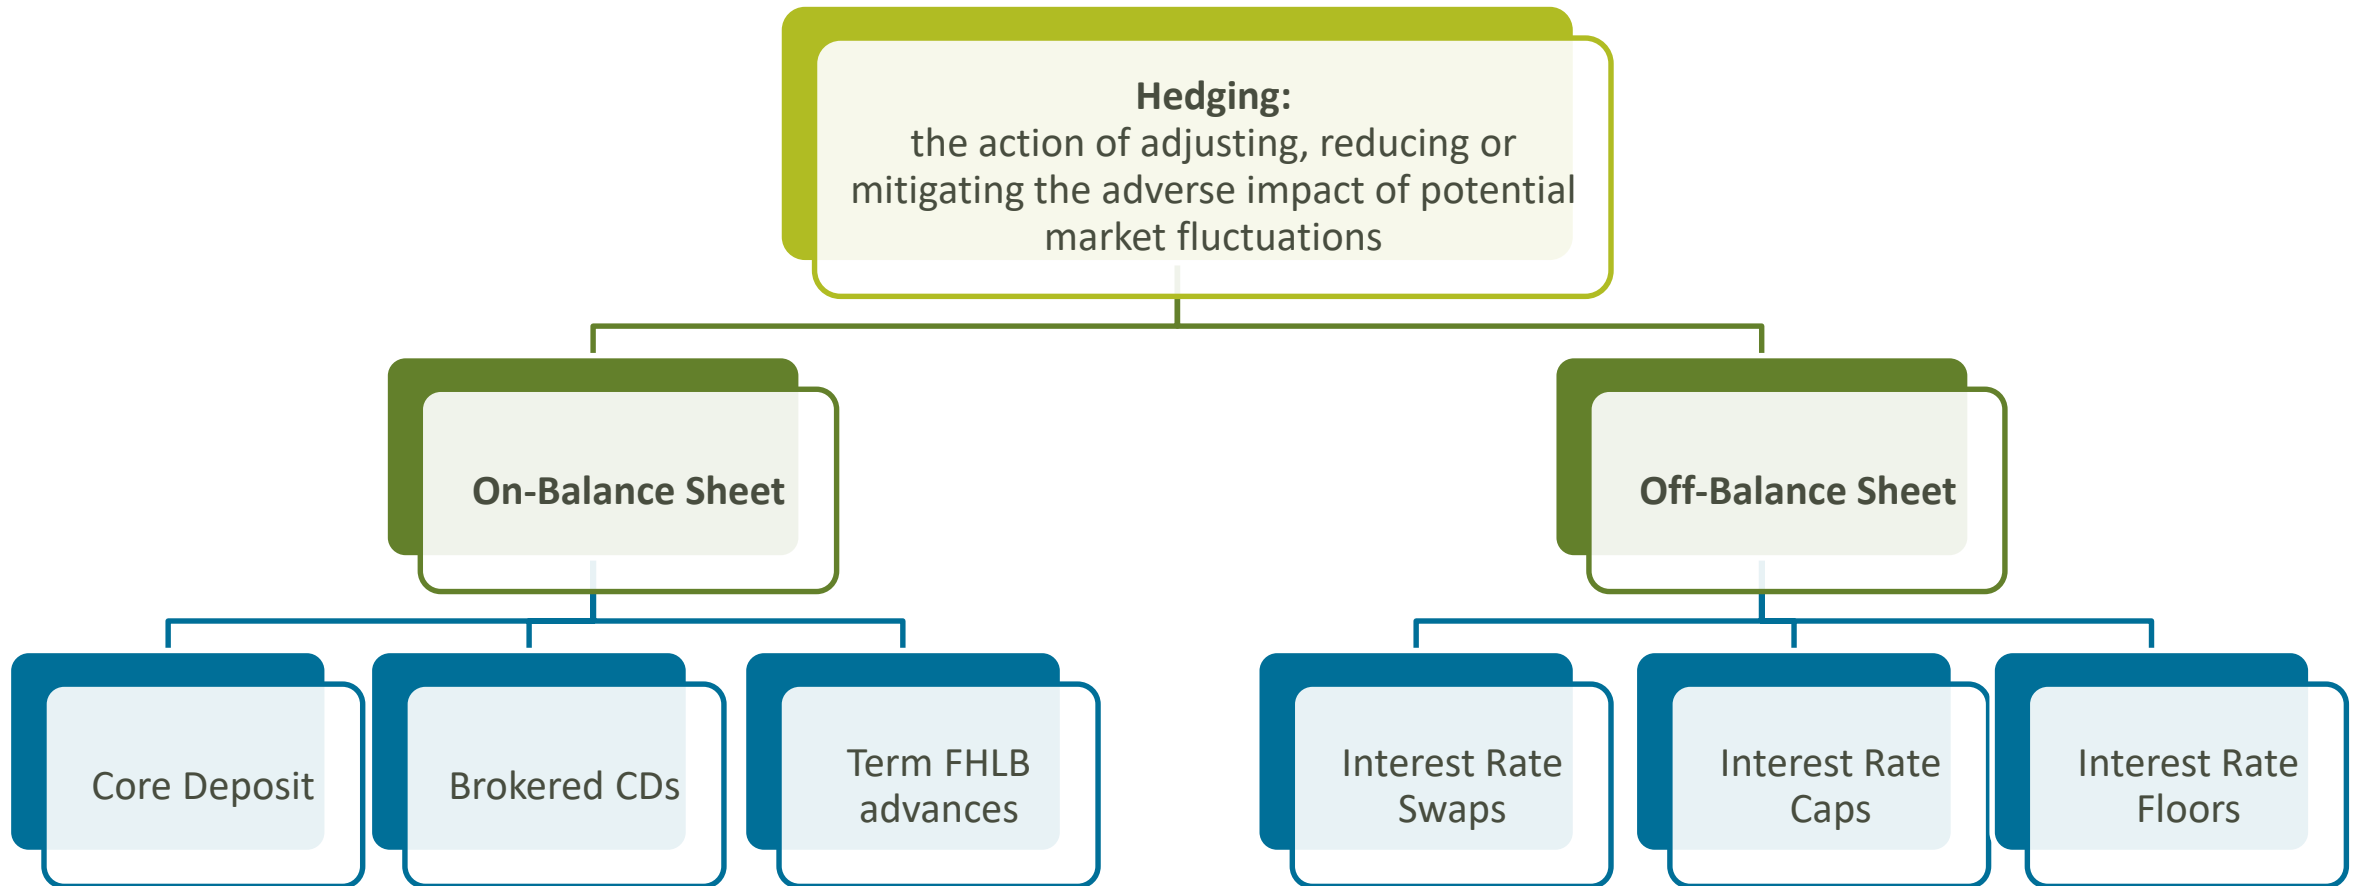 Hedging:
the action of adjusting, reducing or
mitigating the adverse impact of potential
market fluctuations
On-Balance Sheet
Off-Balance Sheet
Core Deposit
Brokered CDs
Term FHLB
advances
Interest Rate
Swaps
Interest Rate
Caps
Interest Rate
Floors